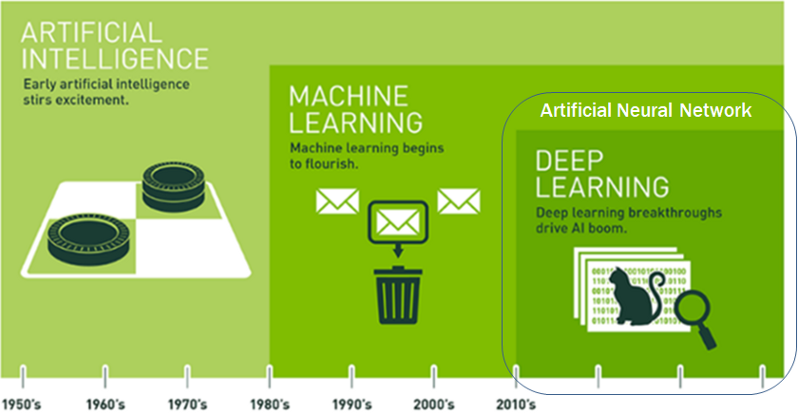 ARTIFICIAL
INTELLIGENCE
Early artificial intelligence
stirs excitement.
MACHINE
LEARNING
Machine learning begins
to flourish.
Artificial Neural Network
DEEP
LEARNING
Deep learning breakthroughs
drive AI boom.
1950's 1960's 1970's 1980's 1990's 2000's 2010's